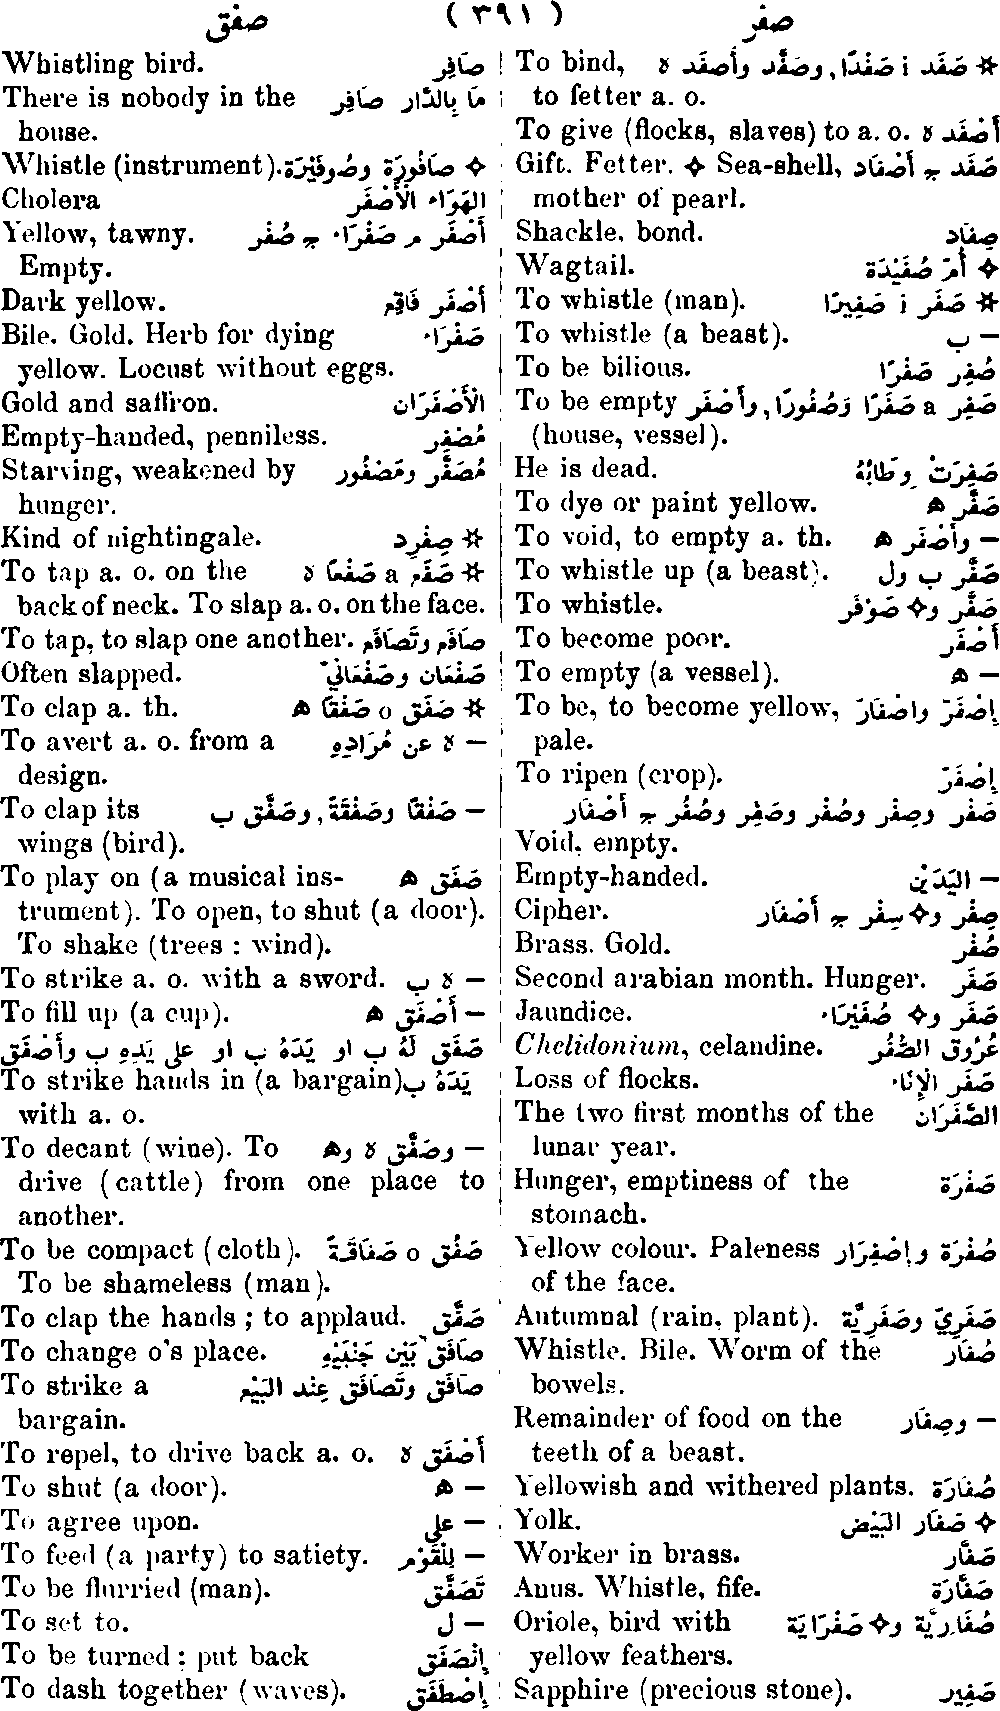 صفق ( ٣٩١ ) صفر
To bind, ✲ صَفَد i صَفْدًا, وصَفَّد وأَصفَد ه
to fetter a. o.
To give (flocks, slaves) to a. o. أَصْفَد ه
Gift. Fetter. ❖ Sea-shell, صَفَد ج أَصْفَاد
mother of pearl.
Shackle, bond. صِفَاد
Wagtail. ❖ أُمّ صُفَيْدَة
To whistle (man). ✲ صَفَر i صَفِيرًا
To whistle (a beast). — ب
To be bilious. صُفِر صَفْرًا
To be empty صَفِر a صَفَرًا وَصُفُورًا, وأَصْفَر
(house, vessel).
He is dead. صَفِرَتْ وِطَابُهُ
To dye or paint yellow. صَفَّر ه
To void, to empty a. th. — وأَصْفَر ه
To whistle up (a beast). صَفَّر ب ول
To whistle. صَفَّر و❖ صَوْفَر
To become poor. أَصْفَر
To empty (a vessel). — ه
To be, to become yellow, إِصْفَرّ واصْفَارّ
pale.
To ripen (crop). إِصْفَرّ
صَفْر وصِفْر وصُفْر وصَفِر وصُفُر ج أَصْفَار
Void, empty.
Empty-handed. — اليَدَيْن
Cipher. صِفْر و❖ سِفْر ج أَصْفَار
Brass. Gold. صُفْر
Second arabian month. Hunger. صَفَر
Jaundice. صَفَر و❖ صُفَيْرَاء
Chelidonium, celandine. عُرُوق الصُّفْر
Loss of flocks. صَفَر الْإِنَاء
The two first months of the الصَّفَرَان
lunar year.
Hunger, emptiness of the صَفْرَة
stomach.
Yellow colour. Paleness صُفْرَة وإِصْفِرَار
of the face.
Autumnal (rain, plant). صَفَرِيّ وصَفَرِيَّة
Whistle. Bile. Worm of the صُفَار
bowels.
Remainder of food on the — وصِفَار
teeth of a beast.
Yellowish and withered plants. صُفَارَة
Yolk. ❖ صَفَار البَيْض
Worker in brass. صَفَّار
Anus. Whistle, fife. صَفَّارَة
Oriole, bird with صُفَارِيَّة و❖ صَفْرَايَة
yellow feathers.
Sapphire (precious stone). صَفِير
Whistling bird. صَافِر
There is nobody in the مَا بِالدَّار صَافِر
house.
Whistle (instrument). ❖ صَافُورَة وصُوفَيْرَة
Cholera الهَوَاء الْأَصْفَر
Yellow, tawny. أَصْفَر م صَفْرَاء ج صُفْر
Empty.
Dark yellow. أَصْفَر فَاقِع
Bile. Gold. Herb for dying صَفْرَاء
yellow. Locust without eggs.
Gold and saffron. الْأَصْفَرَان
Empty-handed, penniless. مُصْفِر
Starving, weakened by مُصَفَّر ومَصْفُور
hunger.
Kind of nightingale. ✲ صِفْرِد
To tap a. o. on the ✲ صَفَع a صَفْعًا ه
back of neck. To slap a. o. on the face.
To tap, to slap one another. صَافَع وتَصَافَع
Often slapped. صَفْعَان وصَفْعَانِيّ
To clap a. th. ✲ صَفَق o صَفْقًا ه
To avert a. o. from a — ه عن مُرَادِهِ
design.
To clap its — صَفْقًا وصَفْقَةً, وصَفَّق ب
wings (bird).
To play on (a musical ins- صَفَق ه
trument). To open, to shut (a door).
To shake (trees : wind).
To strike a. o. with a sword. — ه ب
To fill up (a cup). — أَصْفَق ه
صَفَق لَهُ ب او يَدَهُ ب او على يَدِهِ ب وأَصْفَق
To strike hands in (a bargain) يَدَهُ ب
with a. o.
To decant (wine). To — وصَفَّق ه وه
drive (cattle) from one place to
another.
To be compact (cloth). صَفُق o صَفَاقَةً
To be shameless (man).
To clap the hands ; to applaud. صَفَّق
To change o's place. صَافَق بَيْن جَنْبَيْهِ
To strike a صَافَق وتَصَافَق عِنْد البَيْع
bargain.
To repel, to drive back a. o. أَصْفَق ه
To shut (a door). — ه
To agree upon. — على
To feed (a party) to satiety. — لِلْقَوْم
To be flurried (man). تَصَفَّق
To set to. — ل
To be turned : put back إِنْصَفَق
To dash together (waves). إِصْطَفَق